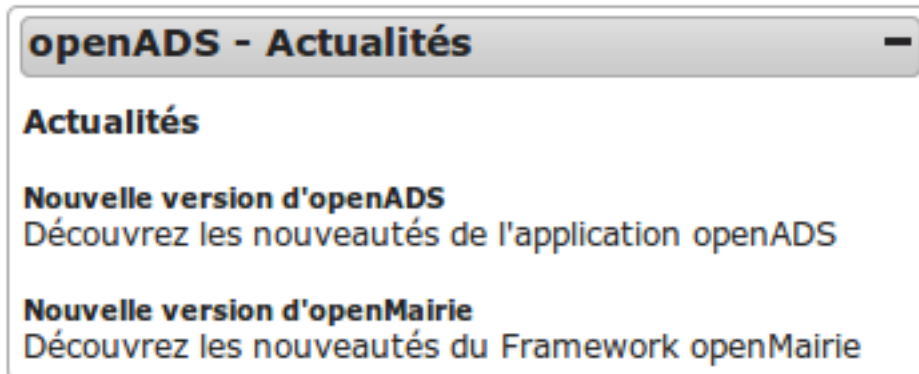 openADS - Actualités
Actualités
Nouvelle version d'openADS
Découvrez les nouveautés de l'application openADS
Nouvelle version d'openMairie
Découvrez les nouveautés du Framework openMairie